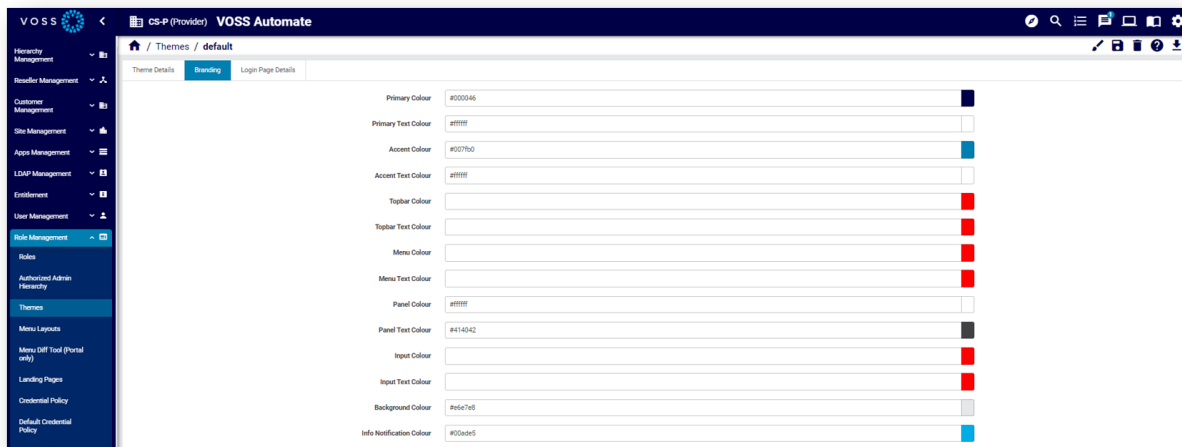 VOSS
CS-P (Provider) VOSS Automate
1
/ Themes / default
Hierarchy
Management
Reseller Management
Customer
Management
Site Management
Apps Management
LDAP Management
Entitlement
User Management
Role Management
Roles
Authorized Admin
Hierarchy
Themes
Menu Layouts
Menu Diff Tool (Portal
only)
Landing Pages
Credential Policy
Default Credential
Policy
Theme Details Branding Login Page Details
Primary Colour #000046
Primary Text Colour #ffffff
Accent Colour #007fb0
Accent Text Colour #ffffff
Topbar Colour
Topbar Text Colour
Menu Colour
Menu Text Colour
Panel Colour #ffffff
Panel Text Colour #414042
Input Colour
Input Text Colour
Background Colour #e6e7e8
Info Notification Colour #00ade5